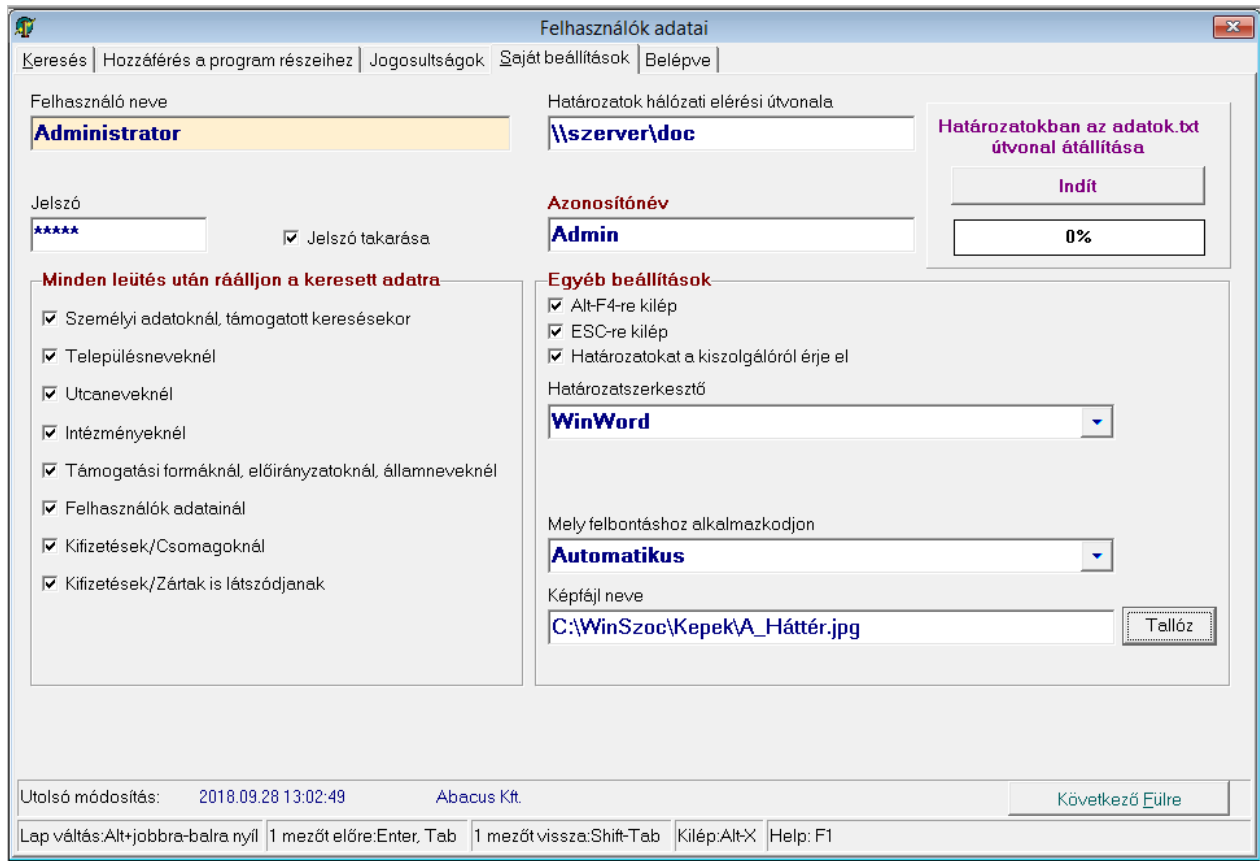 Felhasználók adatai
Keresés Hozzáférés a program részeihez Jogosultságok Saját beállítások Belépve
Felhasználó neve
Administrator
Határozatok hálózati elérési útvonala
\\szerver\doc
Határozatokban az adatok.txt
útvonal átállítása
Indít
0%
Jelszó
*****
Jelszó takarása
Azonosítónév
Admin
Minden leütés után rááljon a keresett adatra
Személyi adatoknál, támogatott keresésekor
Településneveknél
Utcaneveknél
Intézményeknél
Támogatási formáknál, előirányzatoknál, államneveknél
Felhasználók adatainál
Kifizetések/Csomagoknál
Kifizetések/Zártak is látszódjanak
Egyéb beállítások
Alt-F4-re kilép
ESC-re kilép
Határozatokat a kiszolgálóról érje el
Határozatszerkesztő
WinWord
Mely felbontáshoz alkalmazkodjon
Automatikus
Képfájl neve
C:\WinSzoc\Kepek\A_Háttér.jpg
Tallóz
Utolsó módosítás: 2018.09.28 13:02:49 Abacus Kft.
Következő Fülre
Lap váltás:Alt+jobbra-balra nyíl 1 mezőt előre:Enter, Tab 1 mezőt vissza:Shift-Tab Kilép:Alt-X Help: F1